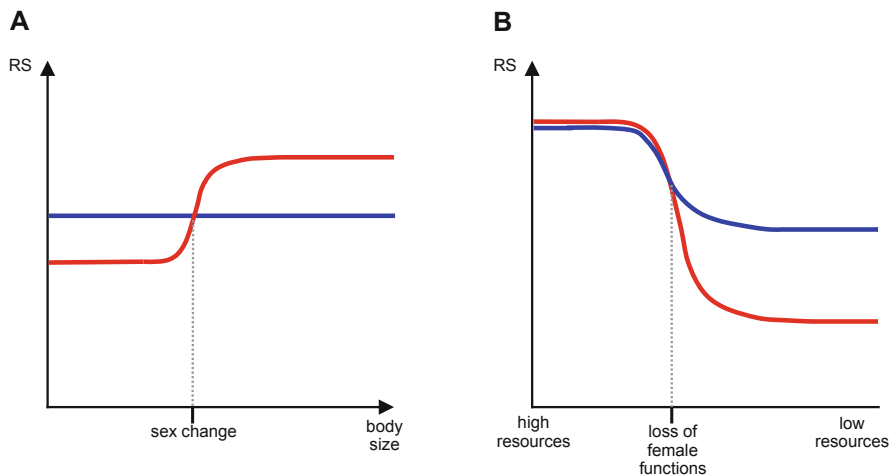 A
RS
sex change
body
size
B
RS
high
resources
loss of
female
functions
low
resources